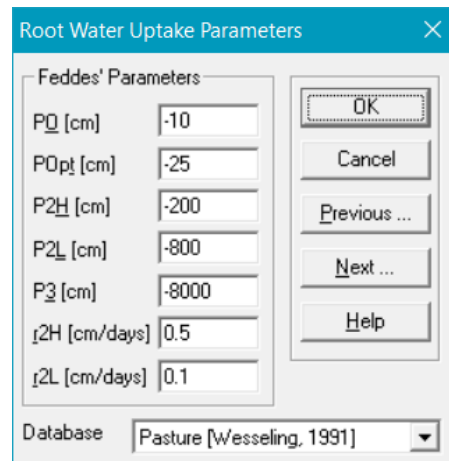 Root Water Uptake Parameters
Feddes' Parameters
P0 [cm] -10
POpt [cm] -25
P2H [cm] -200
P2L [cm] -800
P3 [cm] -8000
r2H [cm/days] 0.5
r2L [cm/days] 0.1
OK
Cancel
Previous ...
Next ...
Help
Database Pasture [Wesseling, 1991]